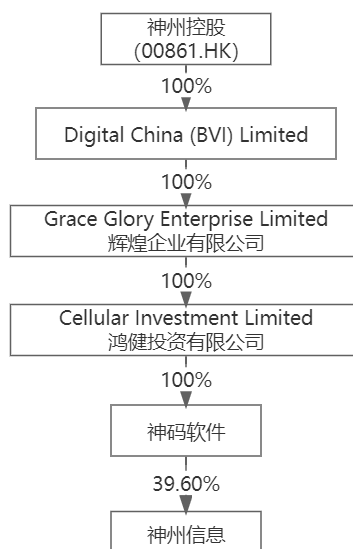 神州控股
（00861.HK）
100%
Digital China (BVI) Limited
100%
Grace Glory Enterprise Limited
辉煌企业有限公司
100%
Cellular Investment Limited
鸿健投资有限公司
100%
神码软件
39.60%
神州信息